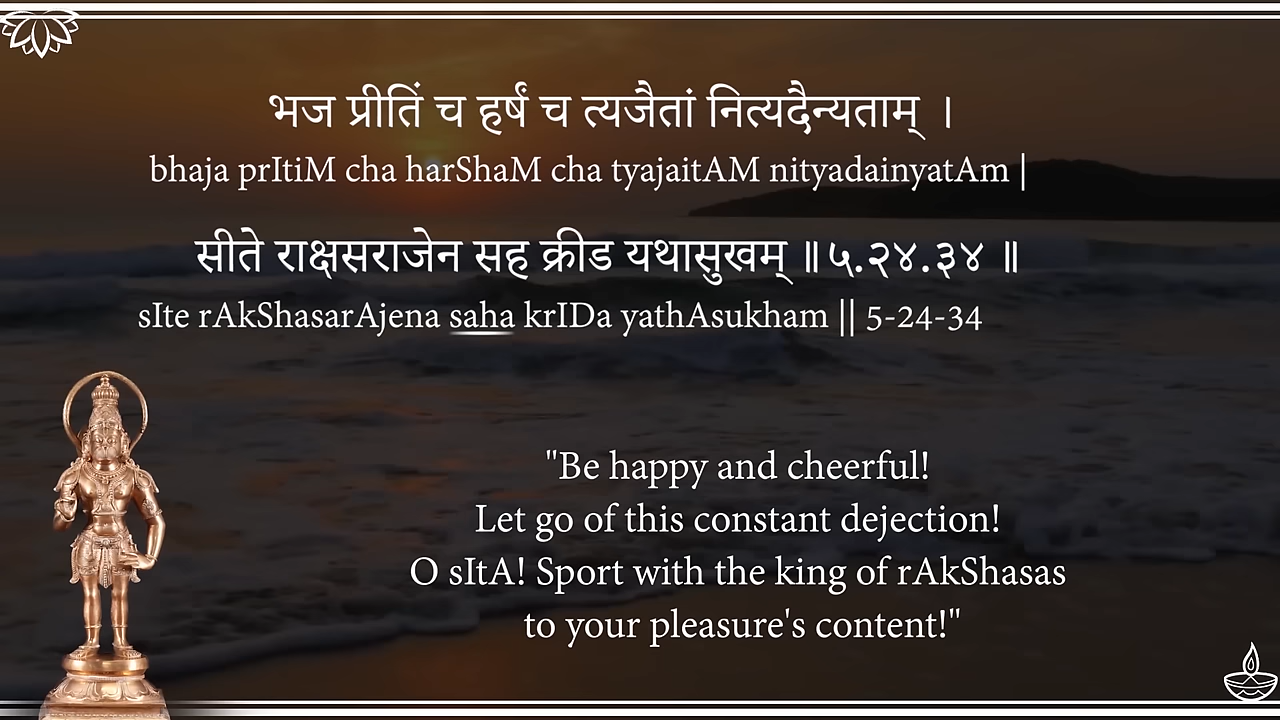 भज प्रीतिं च हर्षं च त्यजैतां नित्यदैन्यताम् ।
bhaja prItiM cha harShaM cha tyajaitAM nityadainyatAm |
सीते राक्षसराजेन सह क्रीड यथासुखम् ॥५.२४.३४ ॥
sIte rAkShasarAjena saha krIDa yathAsukham || 5-24-34
"Be happy and cheerful!
Let go of this constant dejection!
O sItA! Sport with the king of rAkShasas
to your pleasure's content!"